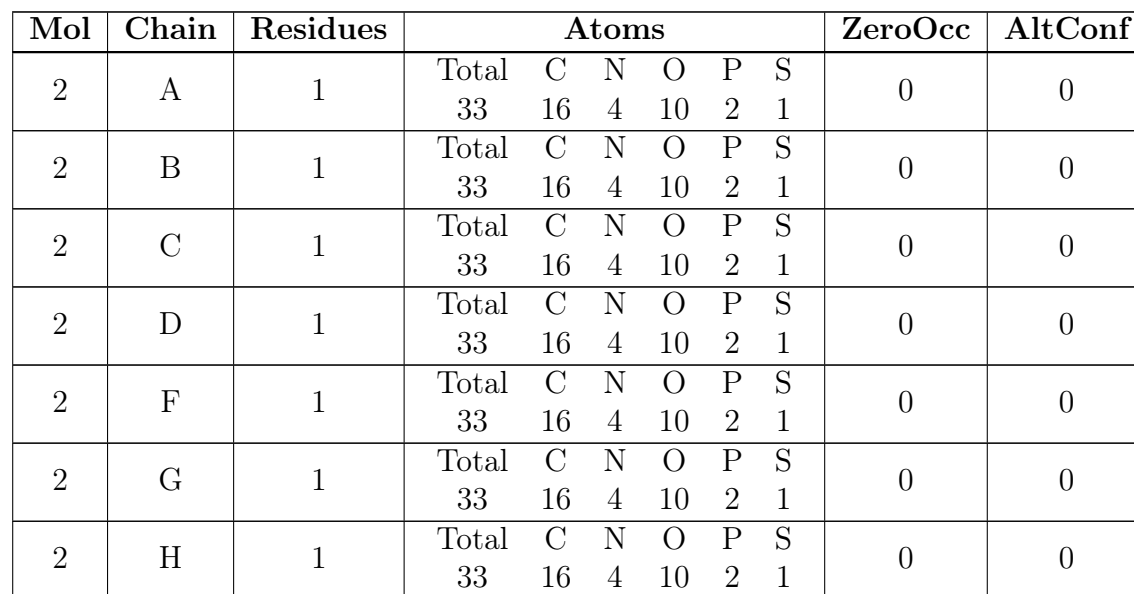 Mol Chain Residues Atoms ZeroOcc AltConf
2 A 1 Total C N O P S 0 0
33 16 4 10 2 1
2 B 1 Total C N O P S 0 0
33 16 4 10 2 1
2 C 1 Total C N O P S 0 0
33 16 4 10 2 1
2 D 1 Total C N O P S 0 0
33 16 4 10 2 1
2 F 1 Total C N O P S 0 0
33 16 4 10 2 1
2 G 1 Total C N O P S 0 0
33 16 4 10 2 1
2 H 1 Total C N O P S 0 0
33 16 4 10 2 1